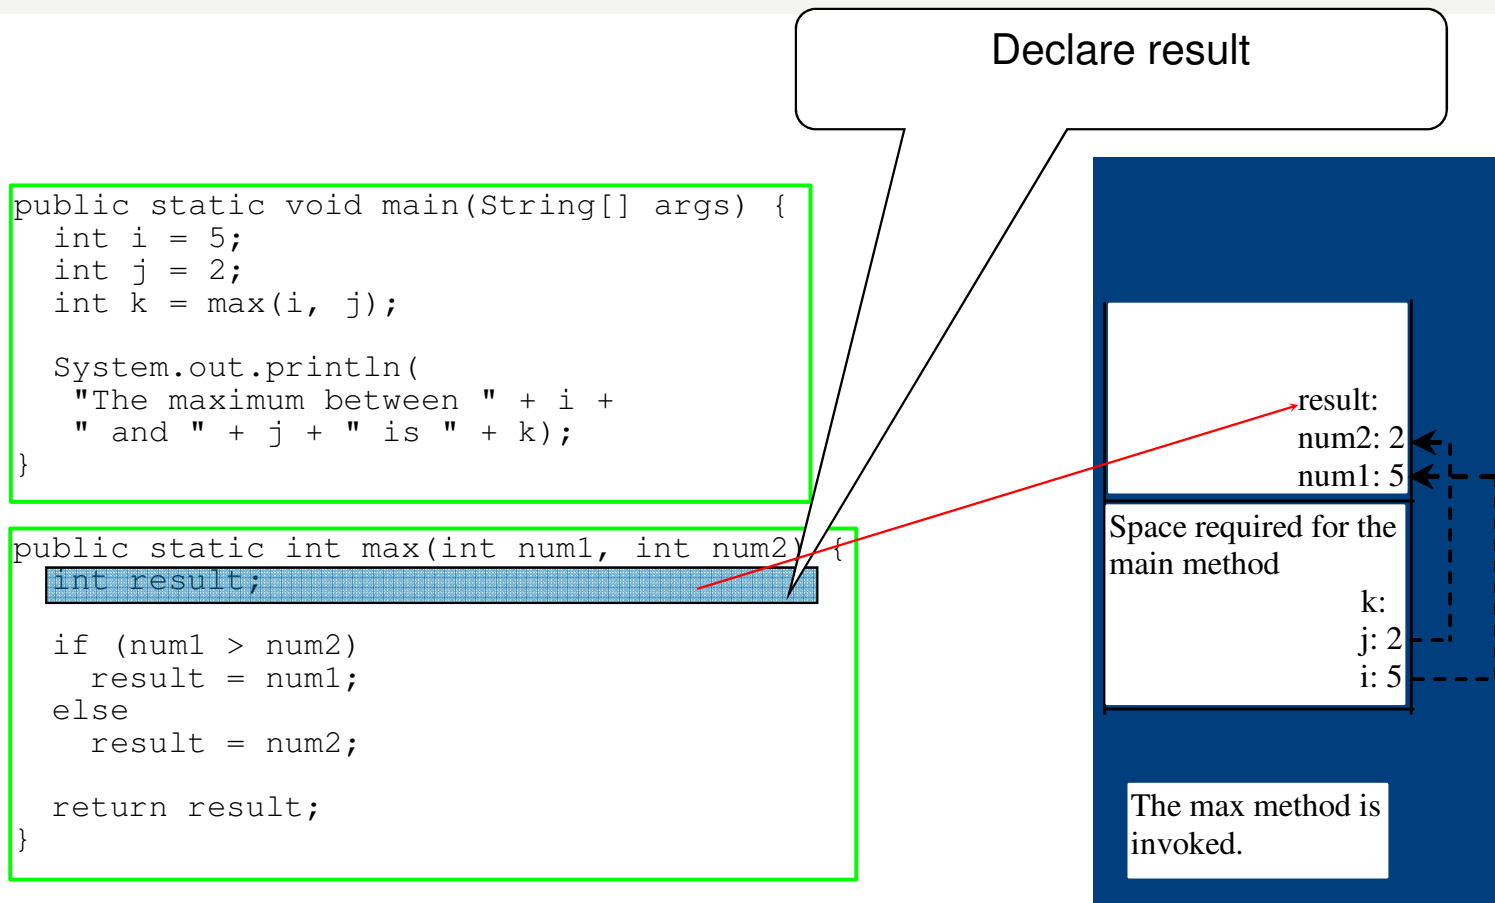 Declare result
public static void main(String[] args) {
int i = 5;
int j = 2;
int k = max(i, j);
System.out.println(
"The maximum between " + i +
" and " + j + " is " + k);
}
public static int max(int num1, int num2) {
int result;
if (num1 > num2)
result = num1;
else
result = num2;
return result;
}
result:
num2: 2
num1: 5
Space required for the
main method
k:
j: 2
i: 5
The max method is
invoked.